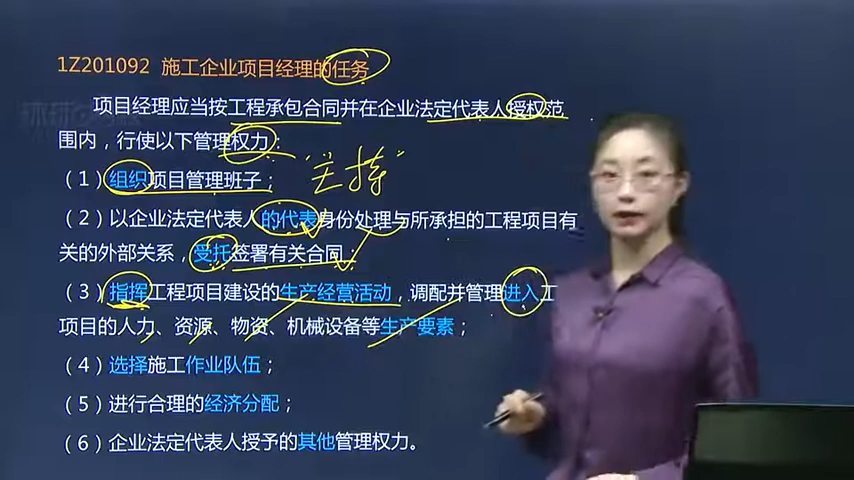 1Z201092 施工企业项目经理的任务
项目经理应当按工程承包合同并在企业法定代表人授权范
围内，行使以下管理权力：
（1）组织项目管理班子；
“主持”
（2）以企业法定代表人的代表身份处理与所承担的工程项目有
关的外部关系，受托签署有关合同；
（3）指挥工程项目建设的生产经营活动，调配并管理进入工
项目的人力、资源、物资、机械设备等生产要素；
（4）选择施工作业队伍；
（5）进行合理的经济分配；
（6）企业法定代表人授予的其他管理权力。